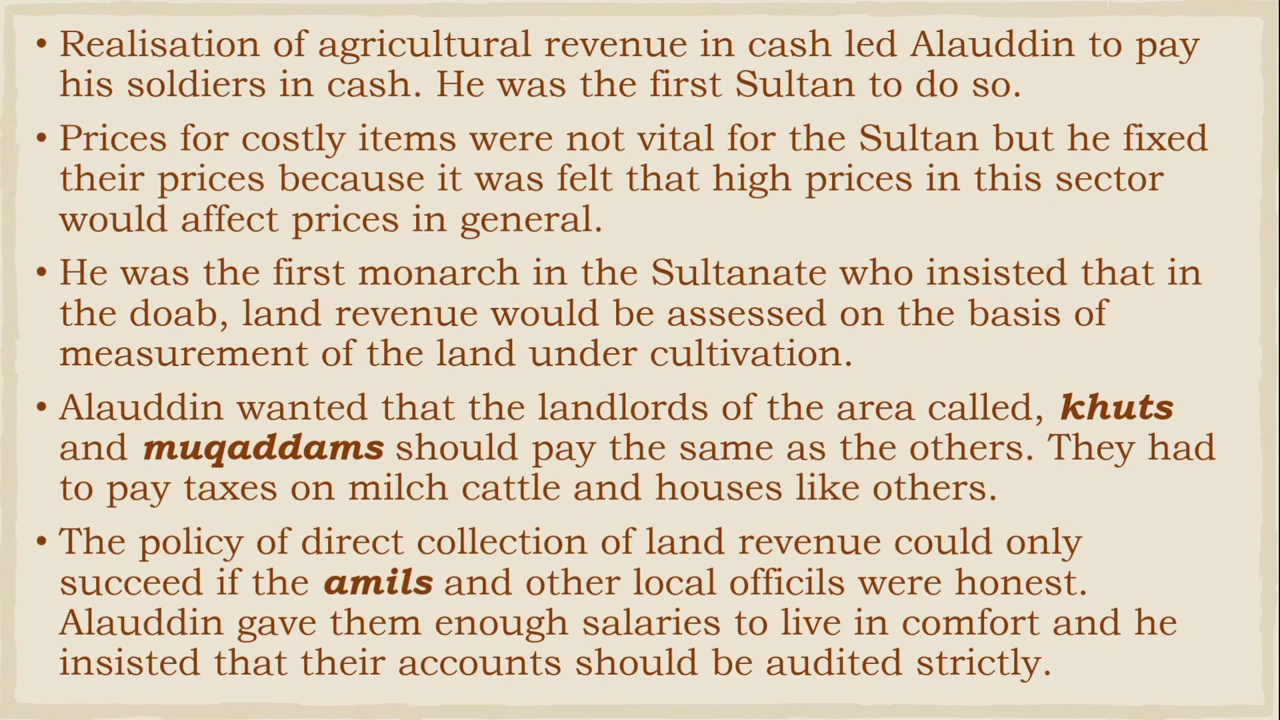 • Realisation of agricultural revenue in cash led Alauddin to pay
his soldiers in cash. He was the first Sultan to do so.
• Prices for costly items were not vital for the Sultan but he fixed
their prices because it was felt that high prices in this sector
would affect prices in general.
• He was the first monarch in the Sultanate who insisted that in
the doab, land revenue would be assessed on the basis of
measurement of the land under cultivation.
• Alauddin wanted that the landlords of the area called, khuts
and muqaddams should pay the same as the others. They had
to pay taxes on milch cattle and houses like others.
• The policy of direct collection of land revenue could only
succeed if the amils and other local officils were honest.
Alauddin gave them enough salaries to live in comfort and he
insisted that their accounts should be audited strictly.